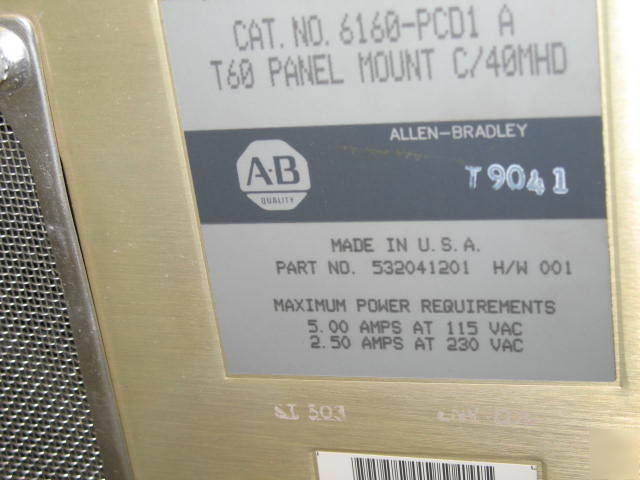 CAT. NO. 6160-PCD1 A
T60 PANEL MOUNT C/40MHD
ALLEN-BRADLEY
A-B
QUALITY
T9041
MADE IN U.S.A.
PART NO. 532041201 H/W 001
MAXIMUM POWER REQUIREMENTS
5.00 AMPS AT 115 VAC
2.50 AMPS AT 230 VAC
503